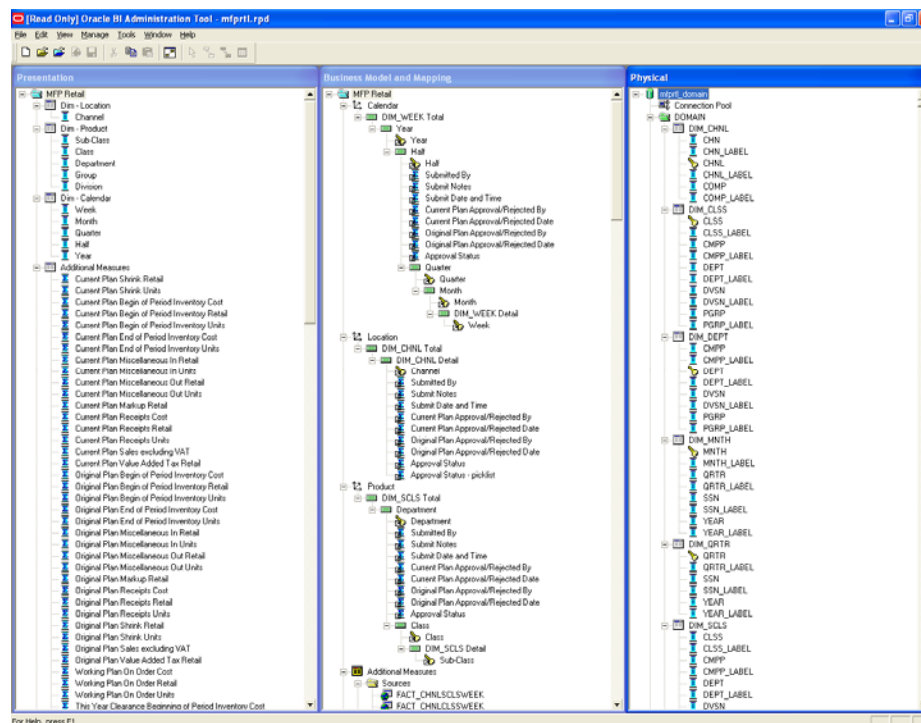 [Read Only] Oracle BI Administration Tool - mfprtl.rpd
File Edit View Manage Tools Window Help
Presentation
MFP Retail
Dim - Location
Channel
Dim - Product
Sub-Class
Class
Department
Group
Division
Dim - Calendar
Week
Month
Quarter
Half
Year
Additional Measures
Current Plan Shrink Retail
Current Plan Shrink Units
Current Plan Begin of Period Inventory Cost
Current Plan Begin of Period Inventory Retail
Current Plan Begin of Period Inventory Units
Current Plan End of Period Inventory Cost
Current Plan End of Period Inventory Units
Current Plan Miscellaneous In Retail
Current Plan Miscellaneous In Units
Current Plan Miscellaneous Out Retail
Current Plan Miscellaneous Out Units
Current Plan Markup Retail
Current Plan Receipts Cost
Current Plan Receipts Retail
Current Plan Receipts Units
Current Plan Sales excluding VAT
Current Plan Value Added Tax Retail
Original Plan Begin of Period Inventory Cost
Original Plan Begin of Period Inventory Retail
Original Plan Begin of Period Inventory Units
Original Plan End of Period Inventory Cost
Original Plan End of Period Inventory Units
Original Plan Miscellaneous In Retail
Original Plan Miscellaneous In Units
Original Plan Miscellaneous Out Retail
Original Plan Miscellaneous Out Units
Original Plan Markup Retail
Original Plan Receipts Cost
Original Plan Receipts Retail
Original Plan Receipts Units
Original Plan Shrink Retail
Original Plan Shrink Units
Original Plan Sales excluding VAT
Original Plan Value Added Tax Retail
Working Plan On Order Cost
Working Plan On Order Retail
Working Plan On Order Units
This Year Clearance Beginning of Period Inventory Cost
Business Model and Mapping
MFP Retail
Calendar
DIM_WEEK Total
Year
Year
Half
Half
Submitted By
Submit Notes
Submit Date and Time
Current Plan Approval/Rejected By
Current Plan Approval/Rejected Date
Original Plan Approval/Rejected By
Original Plan Approval/Rejected Date
Approval Status
Quarter
Quarter
Month
Month
DIM_WEEK Detail
Week
Location
DIM_CHNL Total
DIM_CHNL Detail
Channel
Submitted By
Submit Notes
Submit Date and Time
Current Plan Approval/Rejected By
Current Plan Approval/Rejected Date
Original Plan Approval/Rejected By
Original Plan Approval/Rejected Date
Approval Status
Approval Status - picklist
Product
DIM_SCLS Total
Department
Department
Submitted By
Submit Notes
Submit Date and Time
Current Plan Approval/Rejected By
Current Plan Approval/Rejected Date
Original Plan Approval/Rejected By
Original Plan Approval/Rejected Date
Approval Status
Class
Class
DIM_SCLS Detail
Sub-Class
Additional Measures
Sources
FACT_CHNLSCLSWEEK
FACT_CHNLCLSSWEEK
Physical
mfprtl_domain
Connection Pool
DOMAIN
DIM_CHNL
CHN
CHN_LABEL
CHNL
CHNL_LABEL
COMP
COMP_LABEL
DIM_CLSS
CLSS
CLSS_LABEL
CMPP
CMPP_LABEL
DEPT
DEPT_LABEL
DVSN
DVSN_LABEL
PGRP
PGRP_LABEL
DIM_DEPT
CMPP
CMPP_LABEL
DEPT
DEPT_LABEL
DVSN
DVSN_LABEL
PGRP
PGRP_LABEL
DIM_MNTH
MNTH
MNTH_LABEL
QRTR
QRTR_LABEL
SSN
SSN_LABEL
YEAR
YEAR_LABEL
DIM_QRTR
QRTR
QRTR_LABEL
SSN
SSN_LABEL
YEAR
YEAR_LABEL
DIM_SCLS
CLSS
CLSS_LABEL
CMPP
CMPP_LABEL
DEPT
DEPT_LABEL
DVSN
For Help, press F1